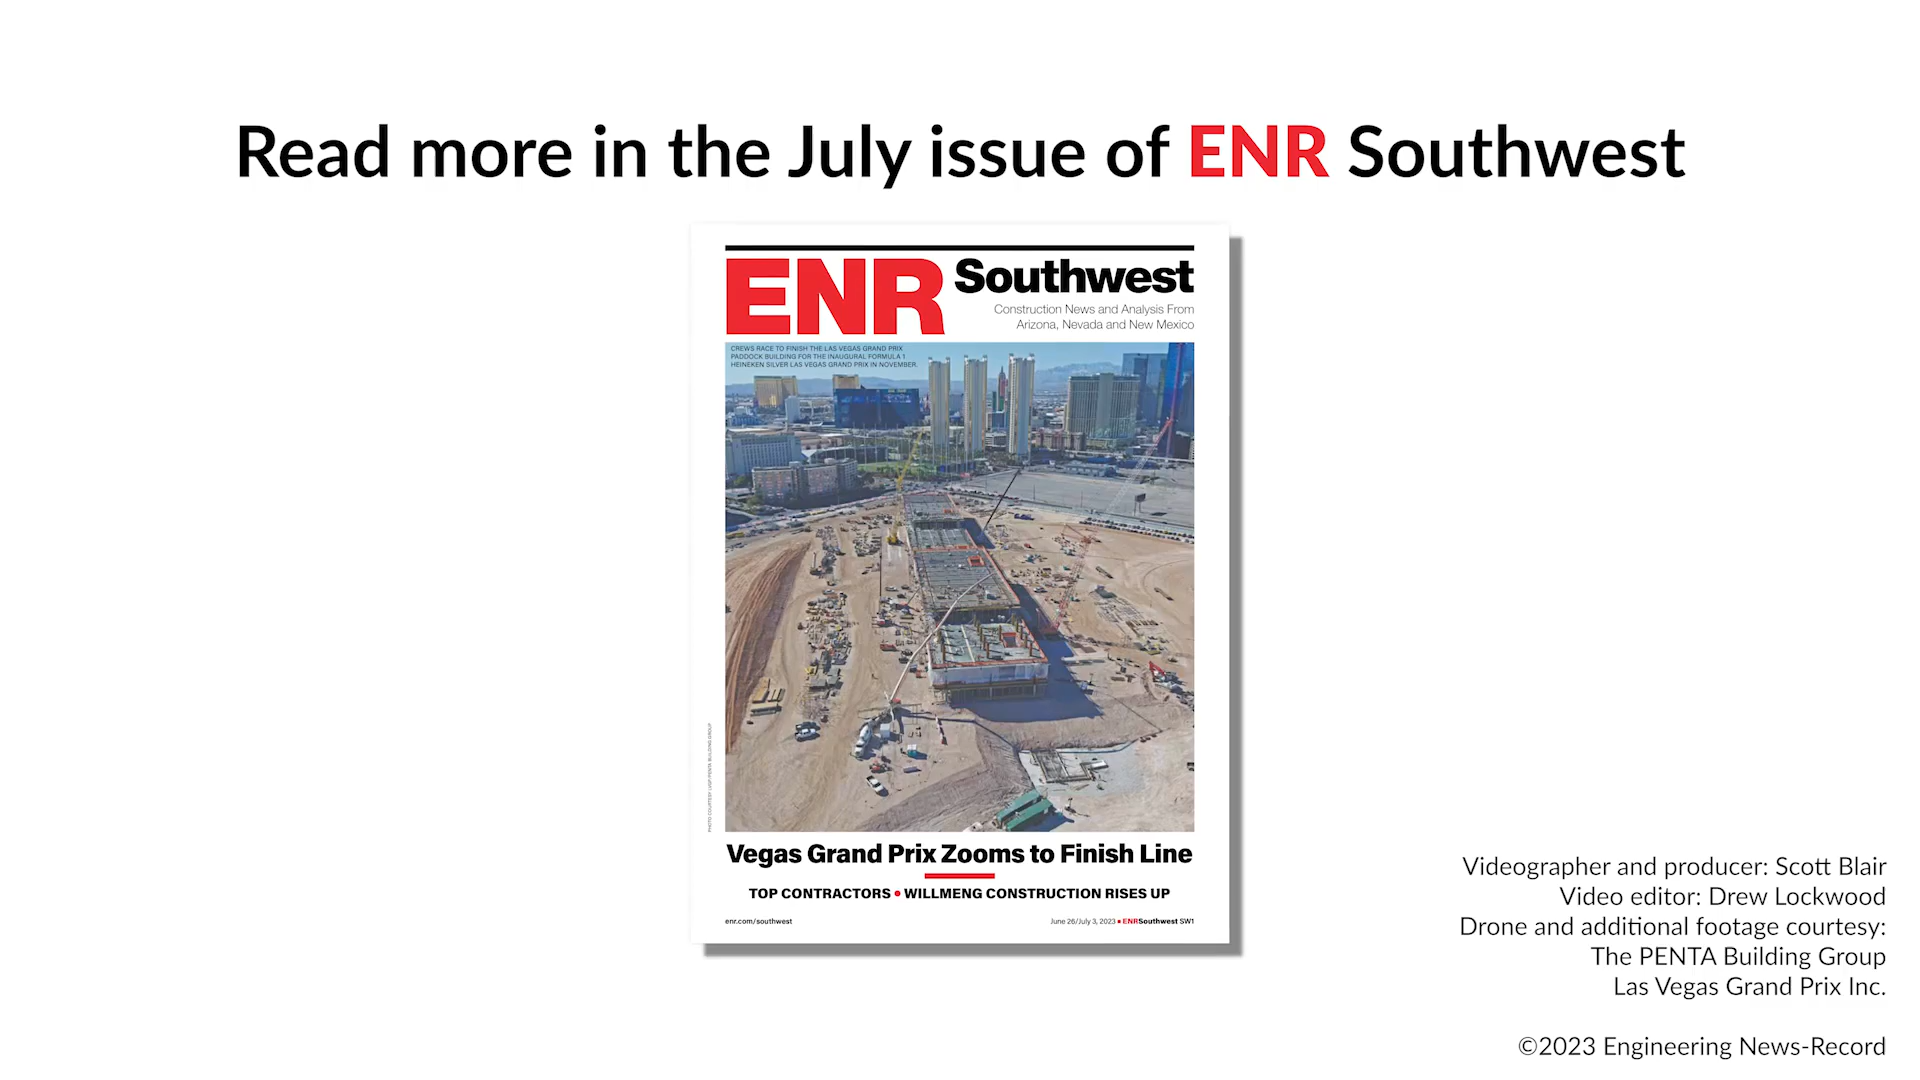 Read more in the July issue of ENR Southwest
ENR Southwest
Construction News and Analysis From
Arizona, Nevada and New Mexico
CREWS RACE TO FINISH THE LAS VEGAS GRAND PRIX
PADDOCK BUILDING FOR THE INAUGURAL FORMULA 1
HEINEKEN SILVER LAS VEGAS GRAND PRIX IN NOVEMBER.
Vegas Grand Prix Zooms to Finish Line
TOP CONTRACTORS • WILLMENG CONSTRUCTION RISES UP
enr.com/southwest
June 26/July 3, 2023 • ENRSouthwest SW1
Videographer and producer: Scott Blair
Video editor: Drew Lockwood
Drone and additional footage courtesy:
The PENTA Building Group
Las Vegas Grand Prix Inc.
©2023 Engineering News-Record